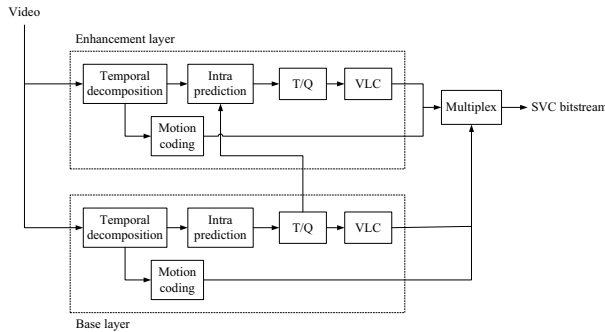 Video
Enhancement layer
Temporal
decomposition
Intra
prediction
T/Q
VLC
Motion
coding
Multiplex
SVC bitstream
Temporal
decomposition
Intra
prediction
T/Q
VLC
Motion
coding
Base layer